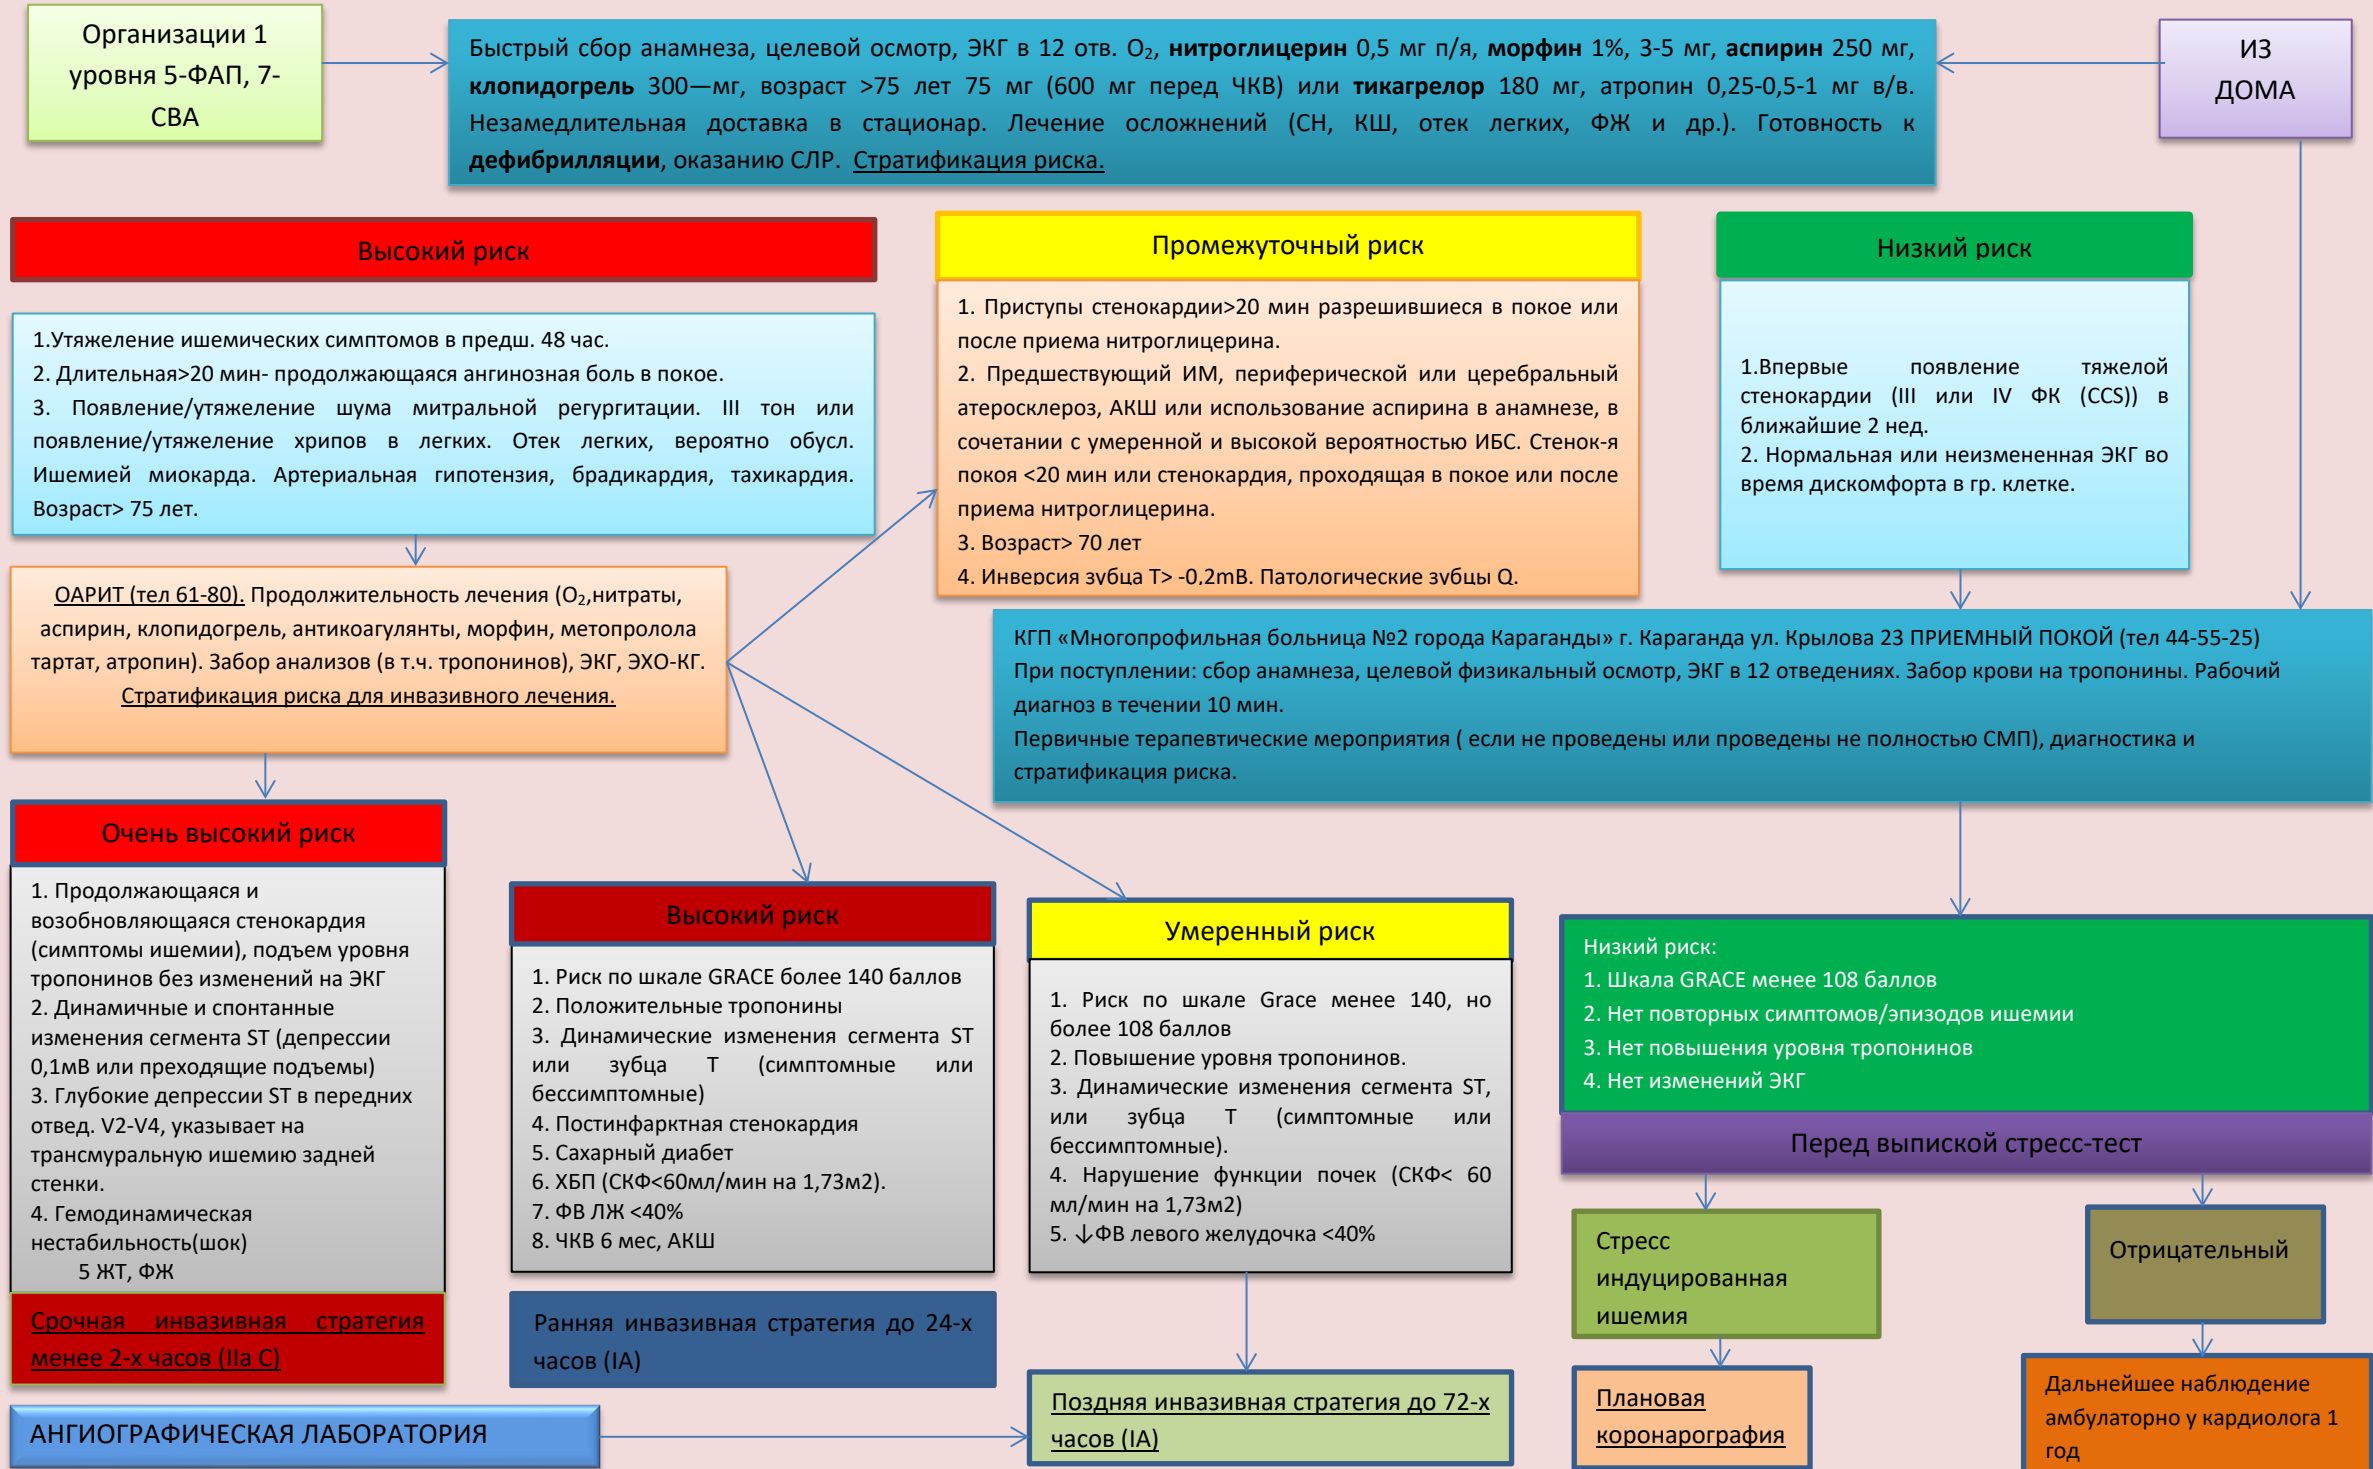 Организации 1
уровня 5-ФАП, 7-
СВА
Быстрый сбор анамнеза, целевой осмотр, ЭКГ в 12 отв. O₂, нитроглицерин 0,5 мг п/я, морфин 1%, 3-5 мг, аспирин 250 мг,
клопидогрель 300—мг, возраст >75 лет 75 мг (600 мг перед ЧКВ) или тикагрелор 180 мг, атропин 0,25-0,5-1 мг в/в.
Незамедлительная доставка в стационар. Лечение осложнений (СН, КШ, отек легких, ФЖ и др.). Готовность к
дефибрилляции, оказанию СЛР. Стратификация риска.
ИЗ
ДОМА
Высокий риск
1.Утяжеление ишемических симптомов в предш. 48 час.
2. Длительная>20 мин- продолжающаяся ангинозная боль в покое.
3. Появление/утяжеление шума митральной регургитации. III тон или
появление/утяжеление хрипов в легких. Отек легких, вероятно обусл.
Ишемией миокарда. Артериальная гипотензия, брадикардия, тахикардия.
Возраст> 75 лет.
Промежуточный риск
1. Приступы стенокардии>20 мин разрешившиеся в покое или
после приема нитроглицерина.
2. Предшествующий ИМ, периферической или церебральный
атеросклероз, АКШ или использование аспирина в анамнезе, в
сочетании с умеренной и высокой вероятностью ИБС. Стенок-я
покоя <20 мин или стенокардия, проходящая в покое или после
приема нитроглицерина.
3. Возраст> 70 лет
4. Инверсия зубца Т> -0,2mВ. Патологические зубцы Q.
Низкий риск
1.Впервые появление тяжелой
стенокардии (III или IV ФК (CCS)) в
ближайшие 2 нед.
2. Нормальная или неизмененная ЭКГ во
время дискомфорта в гр. клетке.
ОАРИТ (тел 61-80). Продолжительность лечения (O₂,нитраты,
аспирин, клопидогрель, антикоагулянты, морфин, метопролола
тартат, атропин). Забор анализов (в т.ч. тропонинов), ЭКГ, ЭХО-КГ.
Стратификация риска для инвазивного лечения.
КГП «Многопрофильная больница №2 города Караганды» г. Караганда ул. Крылова 23 ПРИЕМНЫЙ ПОКОЙ (тел 44-55-25)
При поступлении: сбор анамнеза, целевой физикальный осмотр, ЭКГ в 12 отведениях. Забор крови на тропонины. Рабочий
диагноз в течении 10 мин.
Первичные терапевтические мероприятия ( если не проведены или проведены не полностью СМП), диагностика и
стратификация риска.
Очень высокий риск
1. Продолжающаяся и
возобновляющаяся стенокардия
(симптомы ишемии), подъем уровня
тропонинов без изменений на ЭКГ
2. Динамичные и спонтанные
изменения сегмента ST (депрессии
0,1мВ или преходящие подъемы)
3. Глубокие депрессии ST в передних
отвед. V2-V4, указывает на
трансмуральную ишемию задней
стенки.
4. Гемодинамическая
нестабильность(шок)
5 ЖТ, ФЖ
Срочная инвазивная стратегия
менее 2-х часов (IIa C)
Высокий риск
1. Риск по шкале GRACE более 140 баллов
2. Положительные тропонины
3. Динамические изменения сегмента ST
или зубца Т (симптомные или
бессимптомные)
4. Постинфарктная стенокардия
5. Сахарный диабет
6. ХБП (СКФ<60мл/мин на 1,73м2).
7. ФВ ЛЖ <40%
8. ЧКВ 6 мес, АКШ
Ранняя инвазивная стратегия до 24-х
часов (IA)
Умеренный риск
1. Риск по шкале Grace менее 140, но
более 108 баллов
2. Повышение уровня тропонинов.
3. Динамические изменения сегмента ST,
или зубца Т (симптомные или
бессимптомные).
4. Нарушение функции почек (СКФ< 60
мл/мин на 1,73м2)
5. ↓ФВ левого желудочка <40%
Поздняя инвазивная стратегия до 72-х
часов (IA)
Низкий риск:
1. Шкала GRACE менее 108 баллов
2. Нет повторных симптомов/эпизодов ишемии
3. Нет повышения уровня тропонинов
4. Нет изменений ЭКГ
Перед выпиской стресс-тест
Стресс
индуцированная
ишемия
Отрицательный
Плановая
коронарография
Дальнейшее наблюдение
амбулаторно у кардиолога 1
год
АНГИОГРАФИЧЕСКАЯ ЛАБОРАТОРИЯ